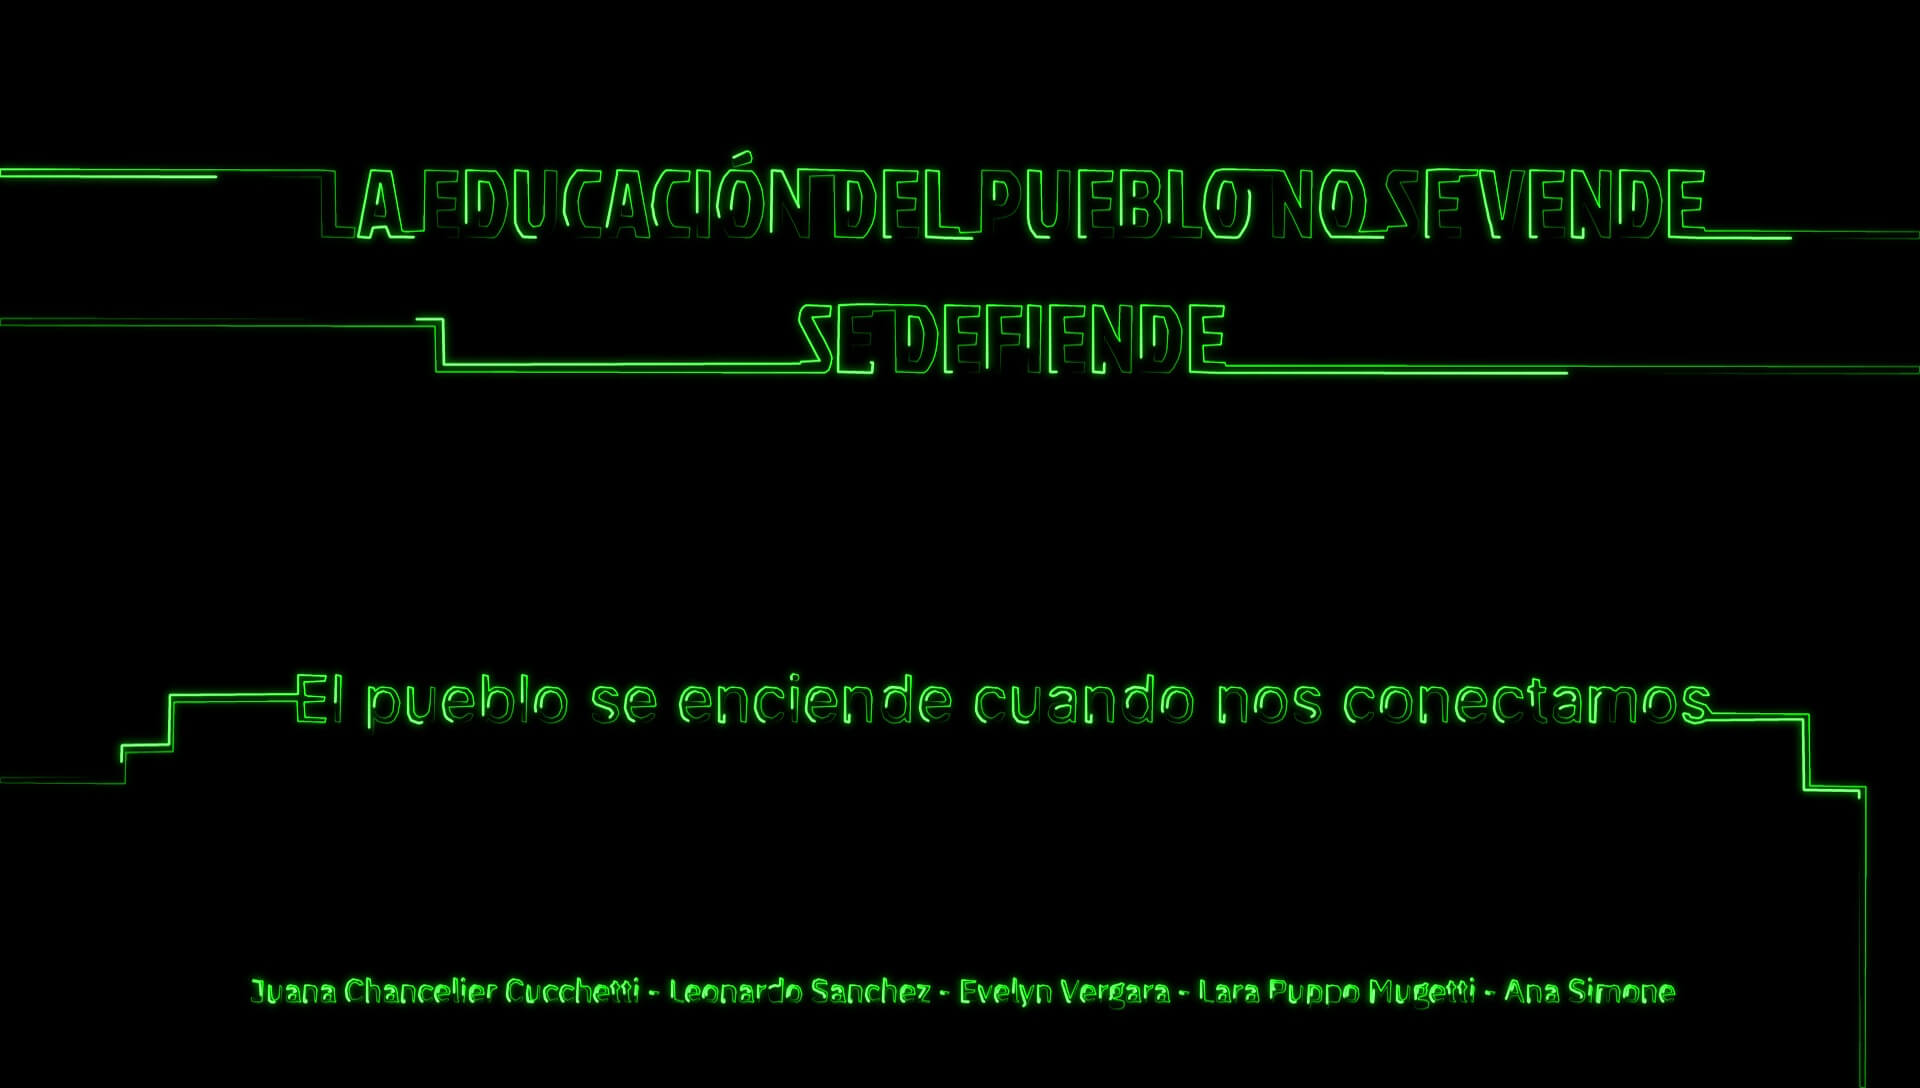 LA EDUCACIÓN DEL PUEBLO NO SE VENDE
SE DEFIENDE
El pueblo se enciende cuando nos conectamos
Juana Chancelier Cucchetti - Leonardo Sanchez - Evelyn Vergara - Lara Puppo Mugetti - Ana Simone